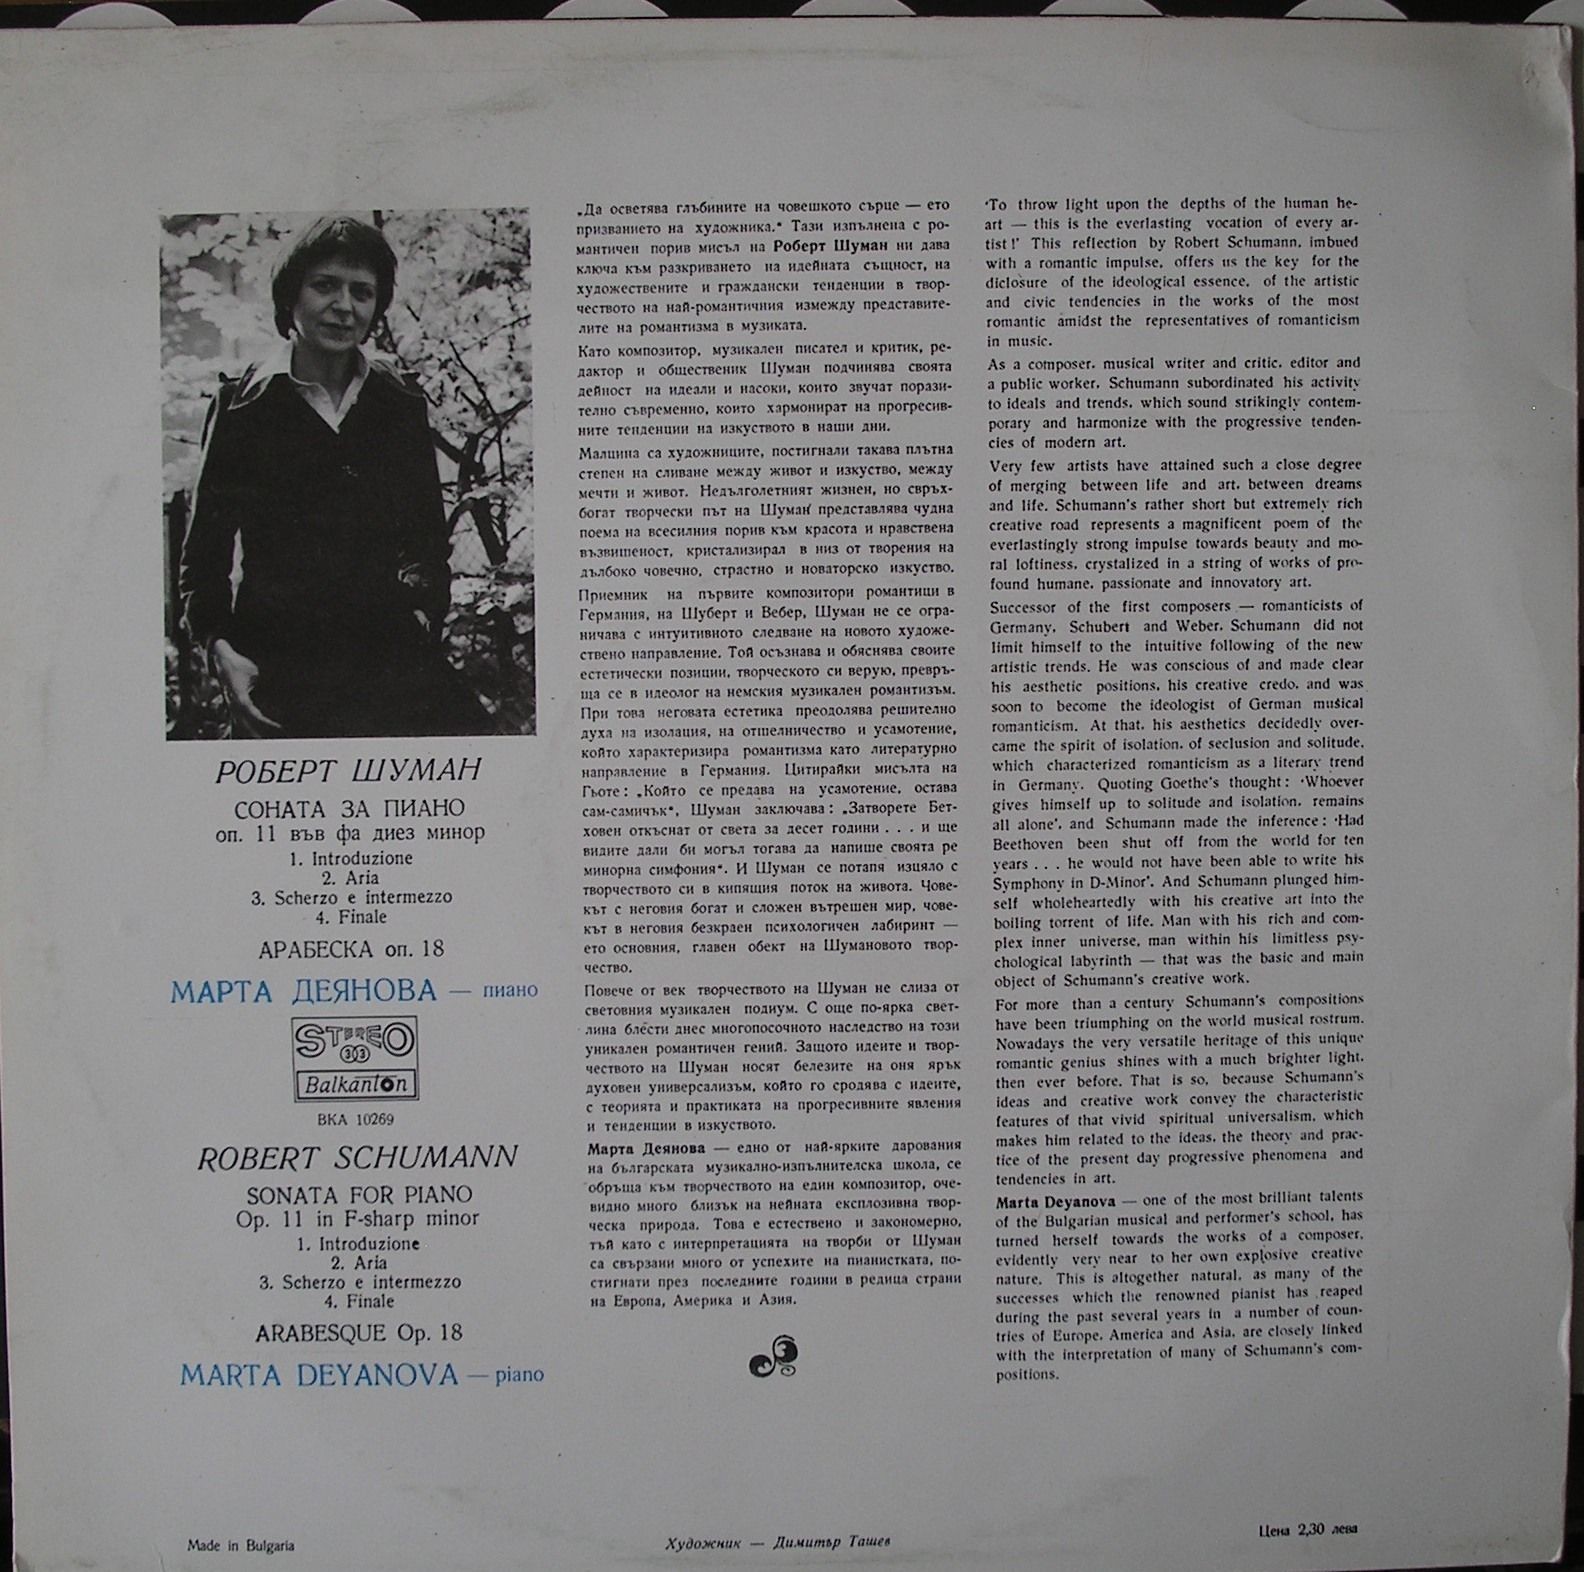 РОБЕРТ ШУМАН
СОНАТА ЗА ПИАНО
оп. 11 във фа диез минор
1. Introduzione
2. Aria
3. Scherzo e intermezzo
4. Finale
АРАБЕСКА оп. 18
МАРТА ДЕЯНОВА — пиано
STEREO
303
Balkanton
ВКА 10269
ROBERT SCHUMANN
SONATA FOR PIANO
Op. 11 in F-sharp minor
1. Introduzione
2. Aria
3. Scherzo e intermezzo
4. Finale
ARABESQUE Op. 18
MARTA DEYANOVA — piano
„Да осветява глъбините на човешкото сърце — ето
призванието на художника.“ Тази изпълнена с ро-
мантичен порив мисъл на Роберт Шуман ни дава
ключа към разкриването на идейната същност, на
художествените и граждански тенденции в твор-
чеството на най-романтичния измежду представите-
лите на романтизма в музиката.
Като композитор, музикален писател и критик, ре-
дактор и общественик Шуман подчинява своята
дейност на идеали и насоки, които звучат порази-
телно съвременно, които хармонират на прогресив-
ните тенденции на изкуството в наши дни.
Малцина са художниците, постигнали такава плътна
степен на сливане между живот и изкуство, между
мечти и живот. Недълголетният жизнен, но свръх-
богат творчески път на Шуман представлява чудна
поема на всесилния порив към красота и нравствена
възвишеност, кристализирал в низ от творения на
дълбоко човечно, страстно и новаторско изкуство.
Приемник на първите композитори романтици в
Германия, на Шуберт и Вебер, Шуман не се огра-
ничава с интуитивното следване на новото художе-
ствено направление. Той осъзнава и обяснява своите
естетически позиции, творческото си верую, превръ-
ща се в идеолог на немския музикален романтизъм.
При това неговата естетика преодолява решително
духа на изолация, на отшелничество и усамотение,
който характеризира романтизма като литературно
направление в Германия. Цитирайки мисълта на
Гьоте: „Който се предава на усамотение, остава
сам-самичък“, Шуман заключава: „Затворете Бет-
ховен откъснат от света за десет години . . . и ще
видите дали би могъл тогава да напише своята ре
минорна симфония“. И Шуман се потапя изцяло с
творчеството си в кипящия поток на живота. Чове-
кът с неговия богат и сложен вътрешен мир, чове-
кът в неговия безкраен психологичен лабиринт —
ето основния, главен обект на Шумановото твор-
чество.
Повече от век творчеството на Шуман не слиза от
световния музикален подиум. С още по-ярка свет-
лина блести днес многопосочното наследство на този
уникален романтичен гений. Защото идеите и твор-
чеството на Шуман носят белезите на оня ярък
духовен универсализъм, който го сродява с идеите,
с теорията и практиката на прогресивните явления
и тенденции в изкуството.
Марта Деянова — едно от най-ярките дарования
на българската музикално-изпълнителска школа, се
обръща към творчеството на един композитор, оче-
видно много близък на нейната експлозивна твор-
ческа природа. Това е естествено и закономерно,
тъй като с интерпретацията на творби от Шуман
са свързани много от успехите на пианистката, по-
стигнати през последните години в редица страни
на Европа, Америка и Азия.
‘To throw light upon the depths of the human he-
art — this is the everlasting vocation of every ar-
tist!’ This reflection by Robert Schumann, imbued
with a romantic impulse, offers us the key for the
diclosure of the ideological essence, of the artistic
and civic tendencies in the works of the most
romantic amidst the representatives of romanticism
in music.
As a composer, musical writer and critic, editor and
a public worker, Schumann subordinated his activity
to ideals and trends, which sound strikingly contem-
porary and harmonize with the progressive tenden-
cies of modern art.
Very few artists have attained such a close degree
of merging between life and art, between dreams
and life. Schumann's rather short but extremely rich
creative road represents a magnificent poem of the
everlastingly strong impulse towards beauty and mo-
ral loftiness, crystalized in a string of works of pro-
found humane, passionate and innovatory art.
Successor of the first composers — romanticists of
Germany, Schubert and Weber, Schumann did not
limit himself to the intuitive following of the new
artistic trends. He was conscious of and made clear
his aesthetic positions, his creative credo, and was
soon to become the ideologist of German musical
romanticism. At that, his aesthetics decidedly over-
came the spirit of isolation, of seclusion and solitude,
which characterized romanticism as a literary trend
in Germany. Quoting Goethe's thought: ‘Whoever
gives himself up to solitude and isolation, remains
all alone’, and Schumann made the inference: ‘Had
Beethoven been shut off from the world for ten
years . . . he would not have been able to write his
Symphony in D-Minor’. And Schumann plunged him-
self wholeheartedly with his creative art into the
boiling torrent of life. Man with his rich and com-
plex inner universe, man within his limitless psy-
chological labyrinth — that was the basic and main
object of Schumann's creative work.
For more than a century Schumann's compositions
have been triumphing on the world musical rostrum.
Nowadays the very versatile heritage of this unique
romantic genius shines with a much brighter light,
then ever before. That is so, because Schumann's
ideas and creative work convey the characteristic
features of that vivid spiritual universalism, which
makes him related to the ideas, the theory and prac-
tice of the present day progressive phenomena and
tendencies in art.
Marta Deyanova — one of the most brilliant talents
of the Bulgarian musical and performer's school, has
turned herself towards the works of a composer,
evidently very near to her own explosive creative
nature. This is altogether natural, as many of the
successes which the renowned pianist has reaped
during the past several years in a number of coun-
tries of Europe, America and Asia, are closely linked
with the interpretation of many of Schumann's com-
positions.
Made in Bulgaria
Художник — Димитър Ташев
Цена 2,30 лева